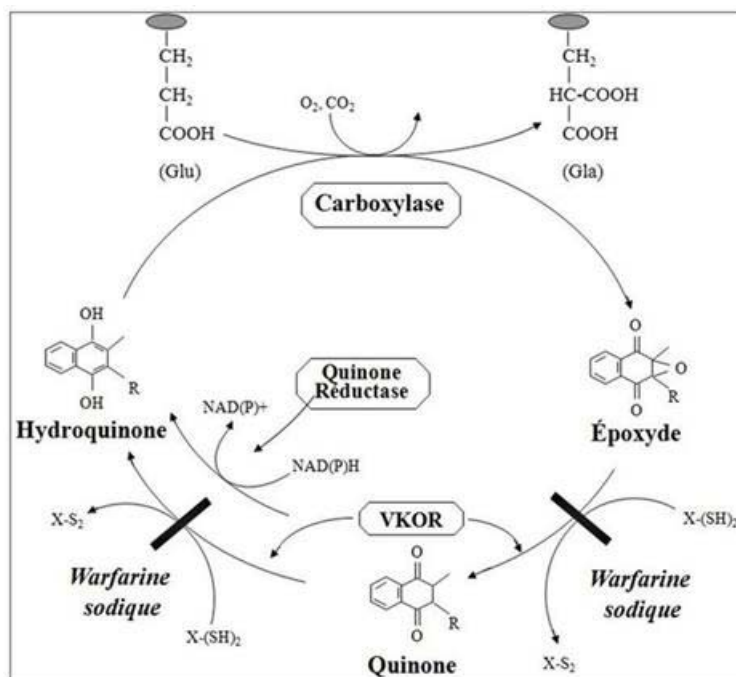 CH2
CH2
COOH
(Glu)
O2, CO2
CH2
HC-COOH
COOH
(Gla)
Carboxylase
OH
R
OH
Hydroquinone
NAD(P)+
Quinone
Réductase
NAD(P)H
O
O
R
O
Époxyde
X-S2
Warfarine
sodique
X-(SH)2
VKOR
O
R
O
Quinone
X-(SH)2
Warfarine
sodique
X-S2